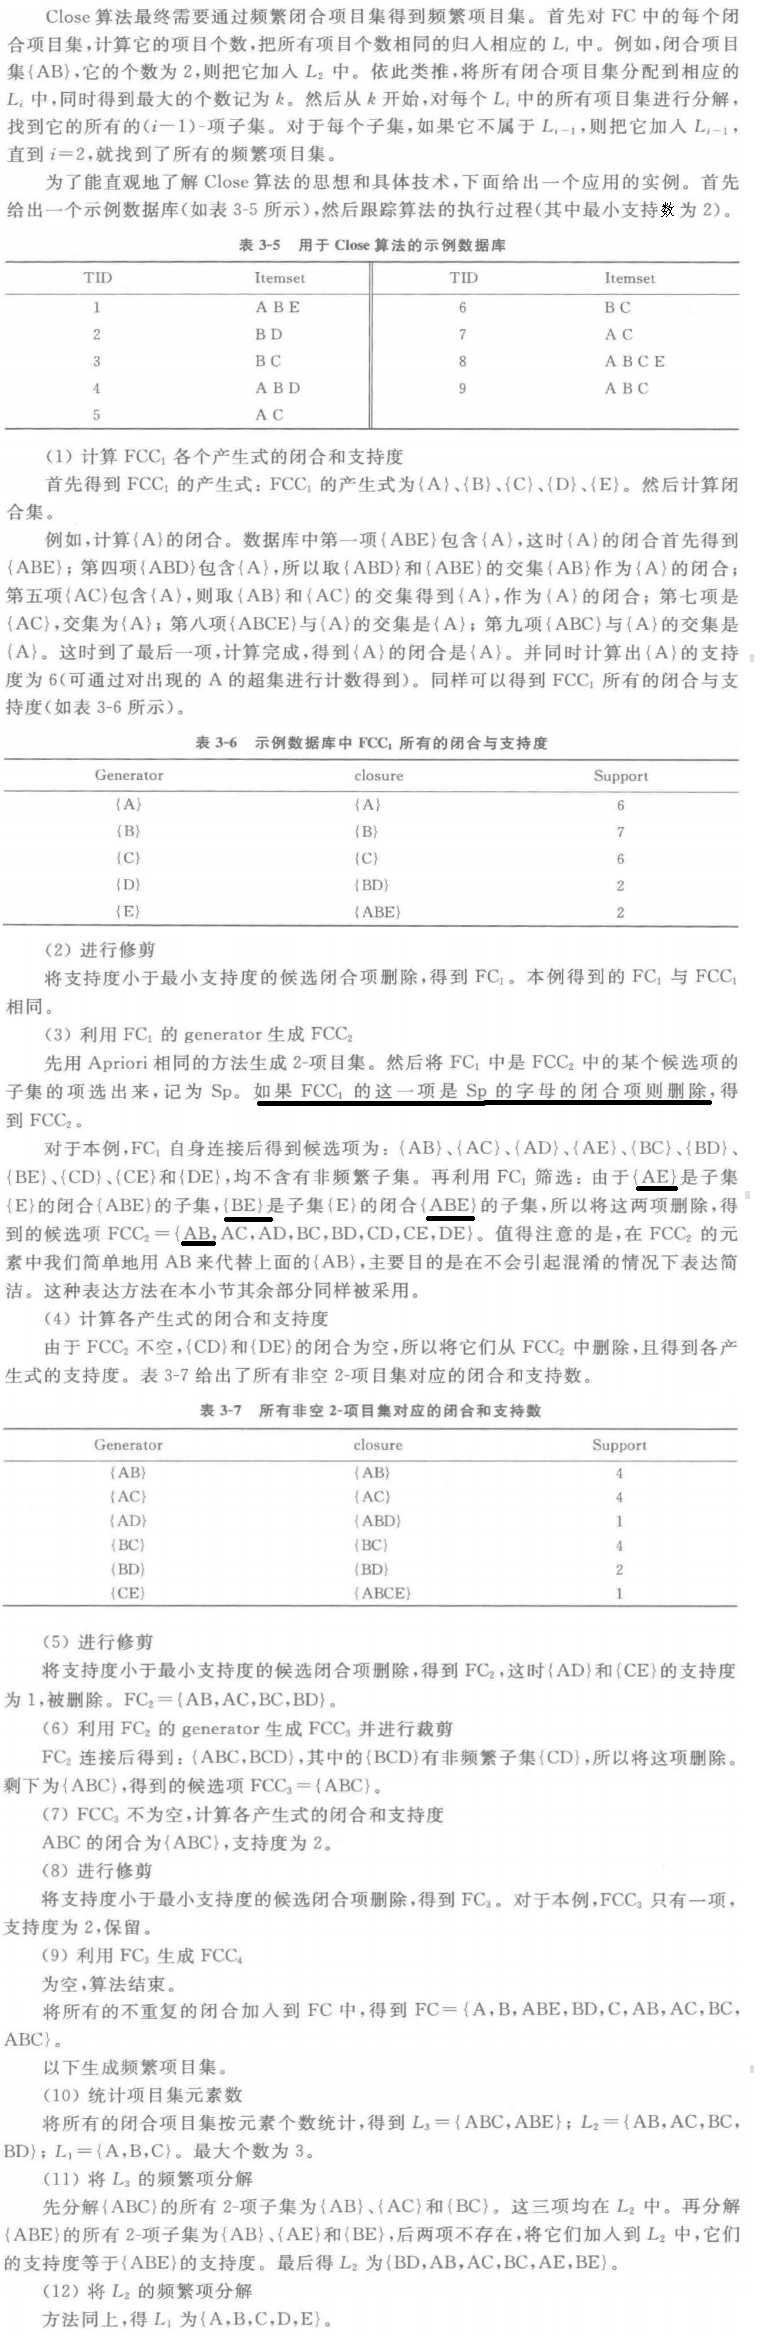 Close 算法最终需要通过频繁闭合项目集得到频繁项目集。首先对 FC 中的每个闭
合项目集,计算它的项目个数,把所有项目个数相同的归入相应的 Lᵢ 中。例如,闭合项目
集{AB},它的个数为 2,则把它加入 L₂ 中。依此类推,将所有闭合项目集分配到相应的
Lᵢ 中,同时得到最大的个数记为 k。然后从 k 开始,对每个 Lᵢ 中的所有项目集进行分解,
找到它的所有的(i−1)-项子集。对于每个子集,如果它不属于 Lᵢ₋₁,则把它加入 Lᵢ₋₁,
直到 i=2,就找到了所有的频繁项目集。
为了能直观地了解 Close 算法的思想和具体技术,下面给出一个应用的实例。首先
给出一个示例数据库(如表 3-5 所示),然后跟踪算法的执行过程(其中最小支持数为 2)。
表 3-5 用于 Close 算法的示例数据库
TID Itemset TID Itemset
1 A B E 6 B C
2 B D 7 A C
3 B C 8 A B C E
4 A B D 9 A B C
5 A C
(1) 计算 FCC₁ 各个产生式的闭合和支持度
首先得到 FCC₁ 的产生式: FCC₁ 的产生式为{A}、{B}、{C}、{D}、{E}。然后计算闭
合集。
例如,计算{A}的闭合。数据库中第一项{ABE}包含{A},这时{A}的闭合首先得到
{ABE}; 第四项{ABD}包含{A},所以取{ABD}和{ABE}的交集{AB}作为{A}的闭合;
第五项{AC}包含{A},则取{AB}和{AC}的交集得到{A},作为{A}的闭合; 第七项是
{AC},交集为{A}; 第八项{ABCE}与{A}的交集是{A}; 第九项{ABC}与{A}的交集是
{A}。这时到了最后一项,计算完成,得到{A}的闭合是{A}。并同时计算出{A}的支持
度为 6(可通过对出现的 A 的超集进行计数得到)。同样可以得到 FCC₁ 所有的闭合与支
持度(如表 3-6 所示)。
表 3-6 示例数据库中 FCC₁ 所有的闭合与支持度
Generator closure Support
{A} {A} 6
{B} {B} 7
{C} {C} 6
{D} {BD} 2
{E} {ABE} 2
(2) 进行修剪
将支持度小于最小支持度的候选闭合项删除,得到 FC₁。本例得到的 FC₁ 与 FCC₁
相同。
(3) 利用 FC₁ 的 generator 生成 FCC₂
先用 Apriori 相同的方法生成 2-项目集。然后将 FC₁ 中是 FCC₂ 中的某个候选项的
子集的项选出来,记为 Sp。如果 FCC₁ 的这一项是 Sp 的字母的闭合项则删除,得
到 FCC₂。
对于本例,FC₁ 自身连接后得到候选项为: {AB}、{AC}、{AD}、{AE}、{BC}、{BD}、
{BE}、{CD}、{CE}和{DE},均不含有非频繁子集。再利用 FC₁ 筛选: 由于{AE}是子集
{E}的闭合{ABE}的子集,{BE}是子集{E}的闭合{ABE}的子集,所以将这两项删除,得
到的候选项 FCC₂={AB,AC,AD,BC,BD,CD,CE,DE}。值得注意的是,在 FCC₂ 的元
素中我们简单地用 AB 来代替上面的{AB},主要目的是在不会引起混淆的情况下表达简
洁。这种表达方法在本小节其余部分同样被采用。
(4) 计算各产生式的闭合和支持度
由于 FCC₂ 不空,{CD}和{DE}的闭合为空,所以将它们从 FCC₂ 中删除,且得到各产
生式的支持度。表 3-7 给出了所有非空 2-项目集对应的闭合和支持数。
表 3-7 所有非空 2-项目集对应的闭合和支持数
Generator closure Support
{AB} {AB} 4
{AC} {AC} 4
{AD} {ABD} 1
{BC} {BC} 4
{BD} {BD} 2
{CE} {ABCE} 1
(5) 进行修剪
将支持度小于最小支持度的候选闭合项删除,得到 FC₂,这时{AD}和{CE}的支持度
为 1,被删除。FC₂={AB,AC,BC,BD}。
(6) 利用 FC₂ 的 generator 生成 FCC₃ 并进行裁剪
FC₂ 连接后得到: {ABC,BCD},其中的{BCD}有非频繁子集{CD},所以将这项删除。
剩下为{ABC},得到的候选项 FCC₃={ABC}。
(7) FCC₃ 不为空,计算各产生式的闭合和支持度
ABC 的闭合为{ABC},支持度为 2。
(8) 进行修剪
将支持度小于最小支持度的候选闭合项删除,得到 FC₃。对于本例,FCC₃ 只有一项,
支持度为 2,保留。
(9) 利用 FC₃ 生成 FCC₄
为空,算法结束。
将所有的不重复的闭合加入到 FC 中,得到 FC={A,B,ABE,BD,C,AB,AC,BC,
ABC}。
以下生成频繁项目集。
(10) 统计项目集元素数
将所有的闭合项目集按元素个数统计,得到 L₃={ABC,ABE}; L₂={AB,AC,BC,
BD}; L₁={A,B,C}。最大个数为 3。
(11) 将 L₃ 的频繁项分解
先分解{ABC}的所有 2-项子集为{AB}、{AC}和{BC}。这三项均在 L₂ 中。再分解
{ABE}的所有 2-项子集为{AB}、{AE}和{BE},后两项不存在,将它们加入到 L₂ 中,它们
的支持度等于{ABE}的支持度。最后得 L₂ 为{BD,AB,AC,BC,AE,BE}。
(12) 将 L₂ 的频繁项分解
方法同上,得 L₁ 为{A,B,C,D,E}。